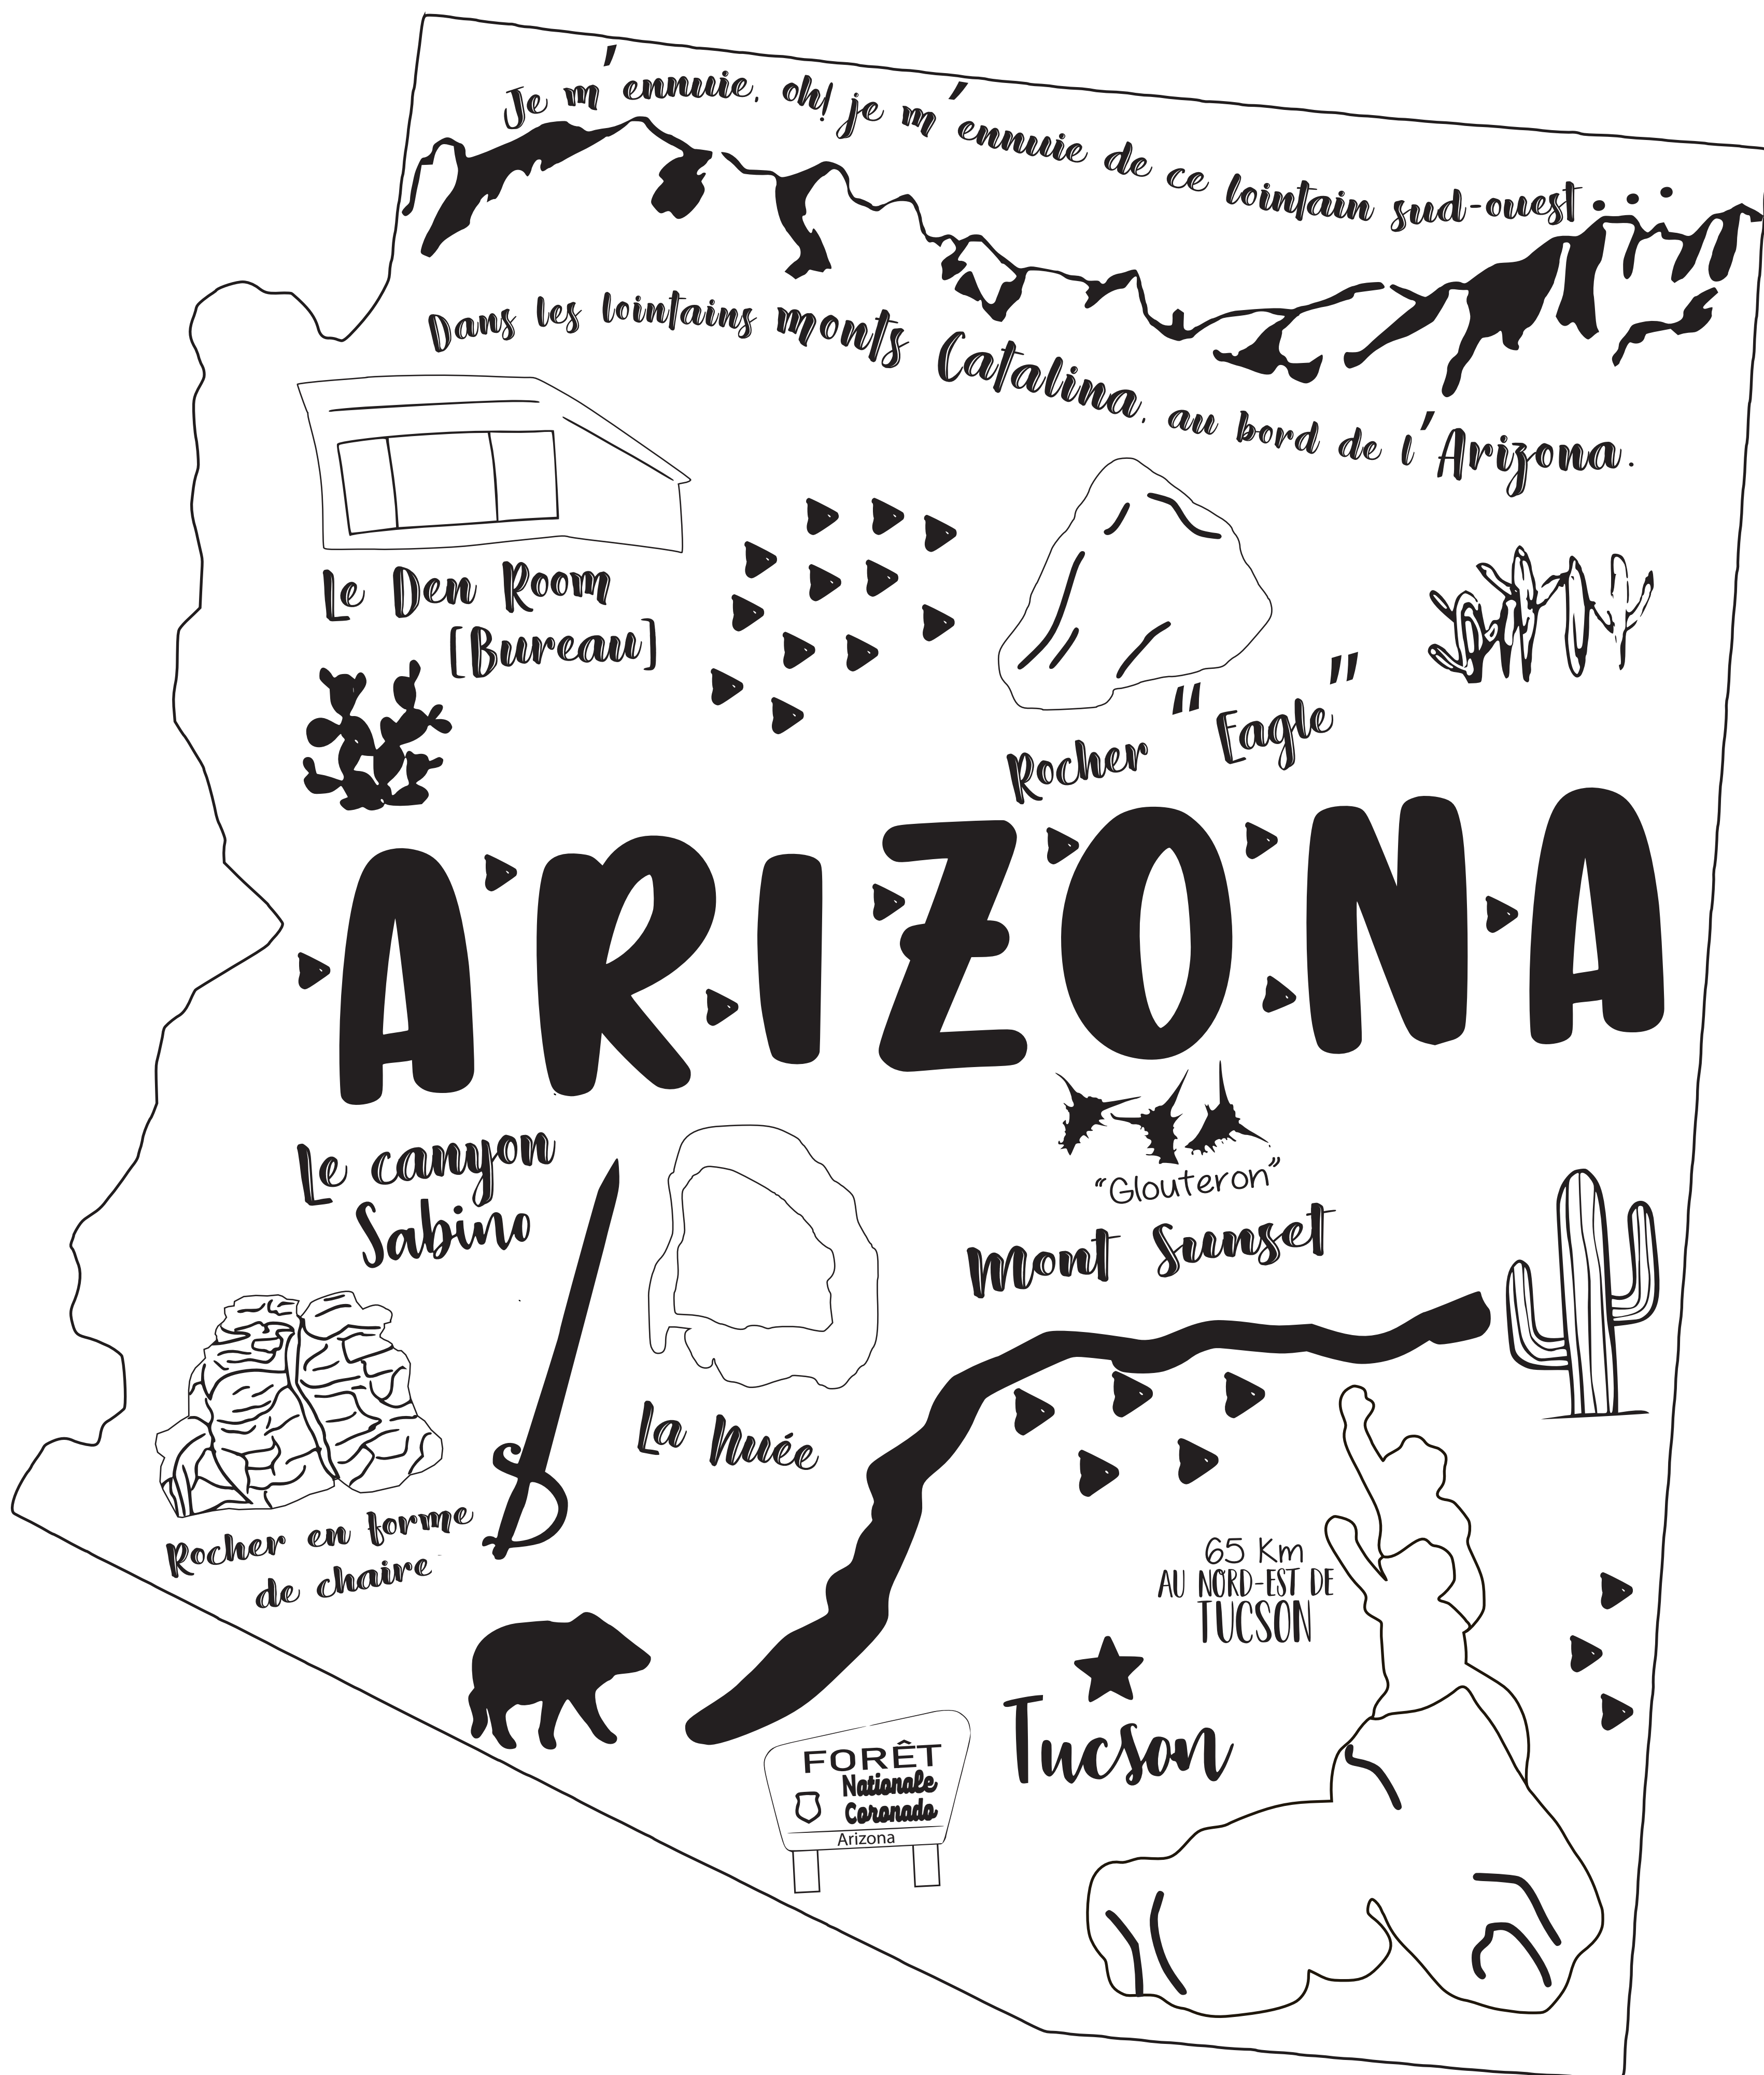 Je m'ennuie, oh! je m'ennuie de ce lointain sud-ouest...
Dans les lointains monts Catalina, au bord de l'Arizona.
Le Den Room
[Bureau]
Rocher "Eagle"
ARIZONA
"Glouteron"
Le canyon
Sabino
Mont Sunset
La Nuée
Rocher en forme
de chaire
65 Km
AU NORD-EST DE
TUCSON
Tucson
FORÊT
Nationale
Coronado
Arizona